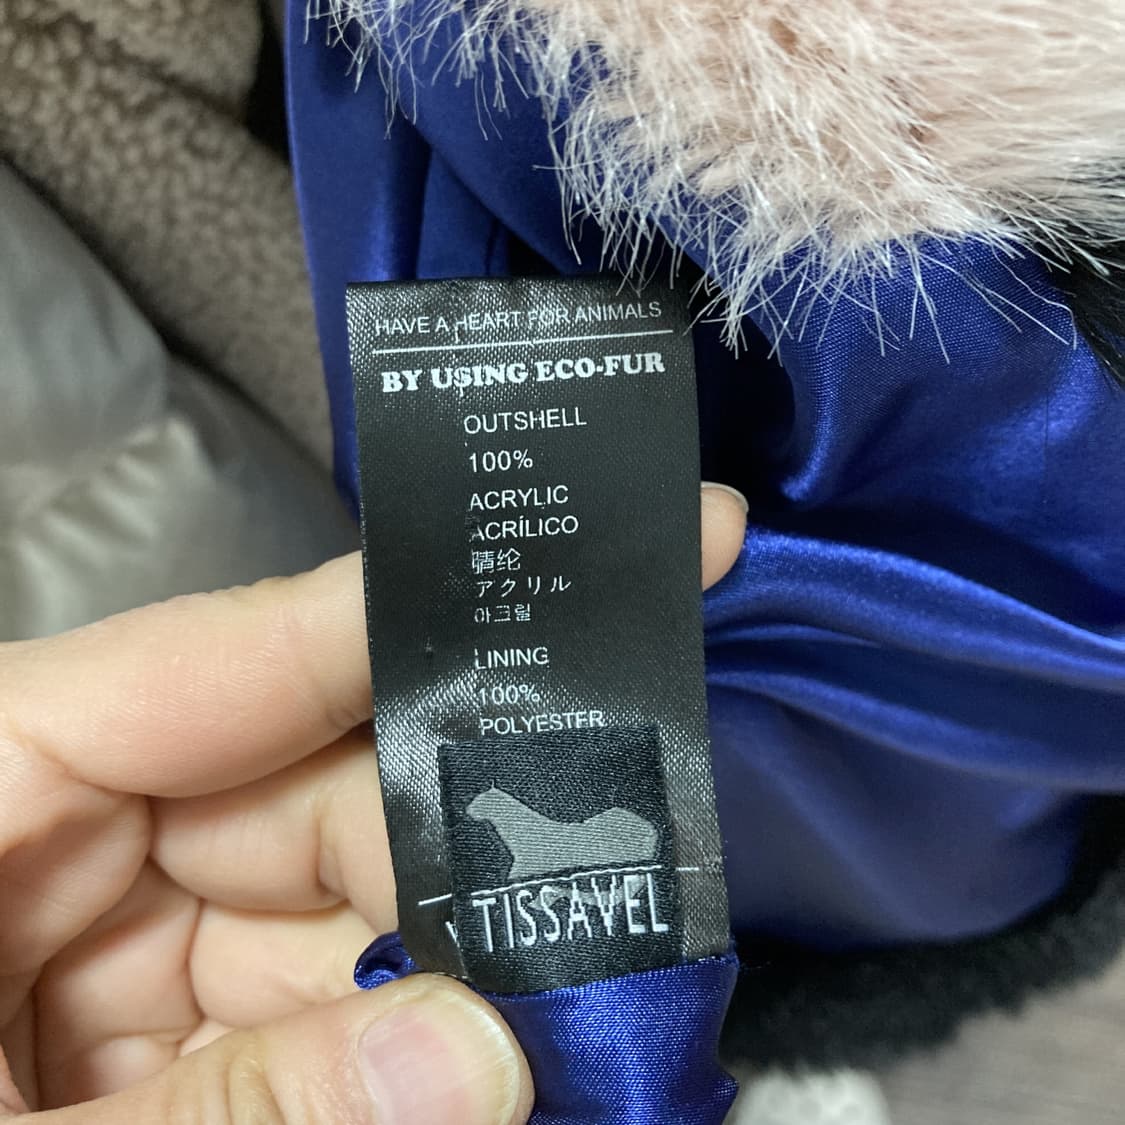 HAVE A HEART FOR ANIMALS
BY USING ECO-FUR
OUTSHELL
100%
ACRYLIC
ACRÍLICO
腈纶
アクリル
아크릴
LINING
100%
POLYESTER
TISSAVEL